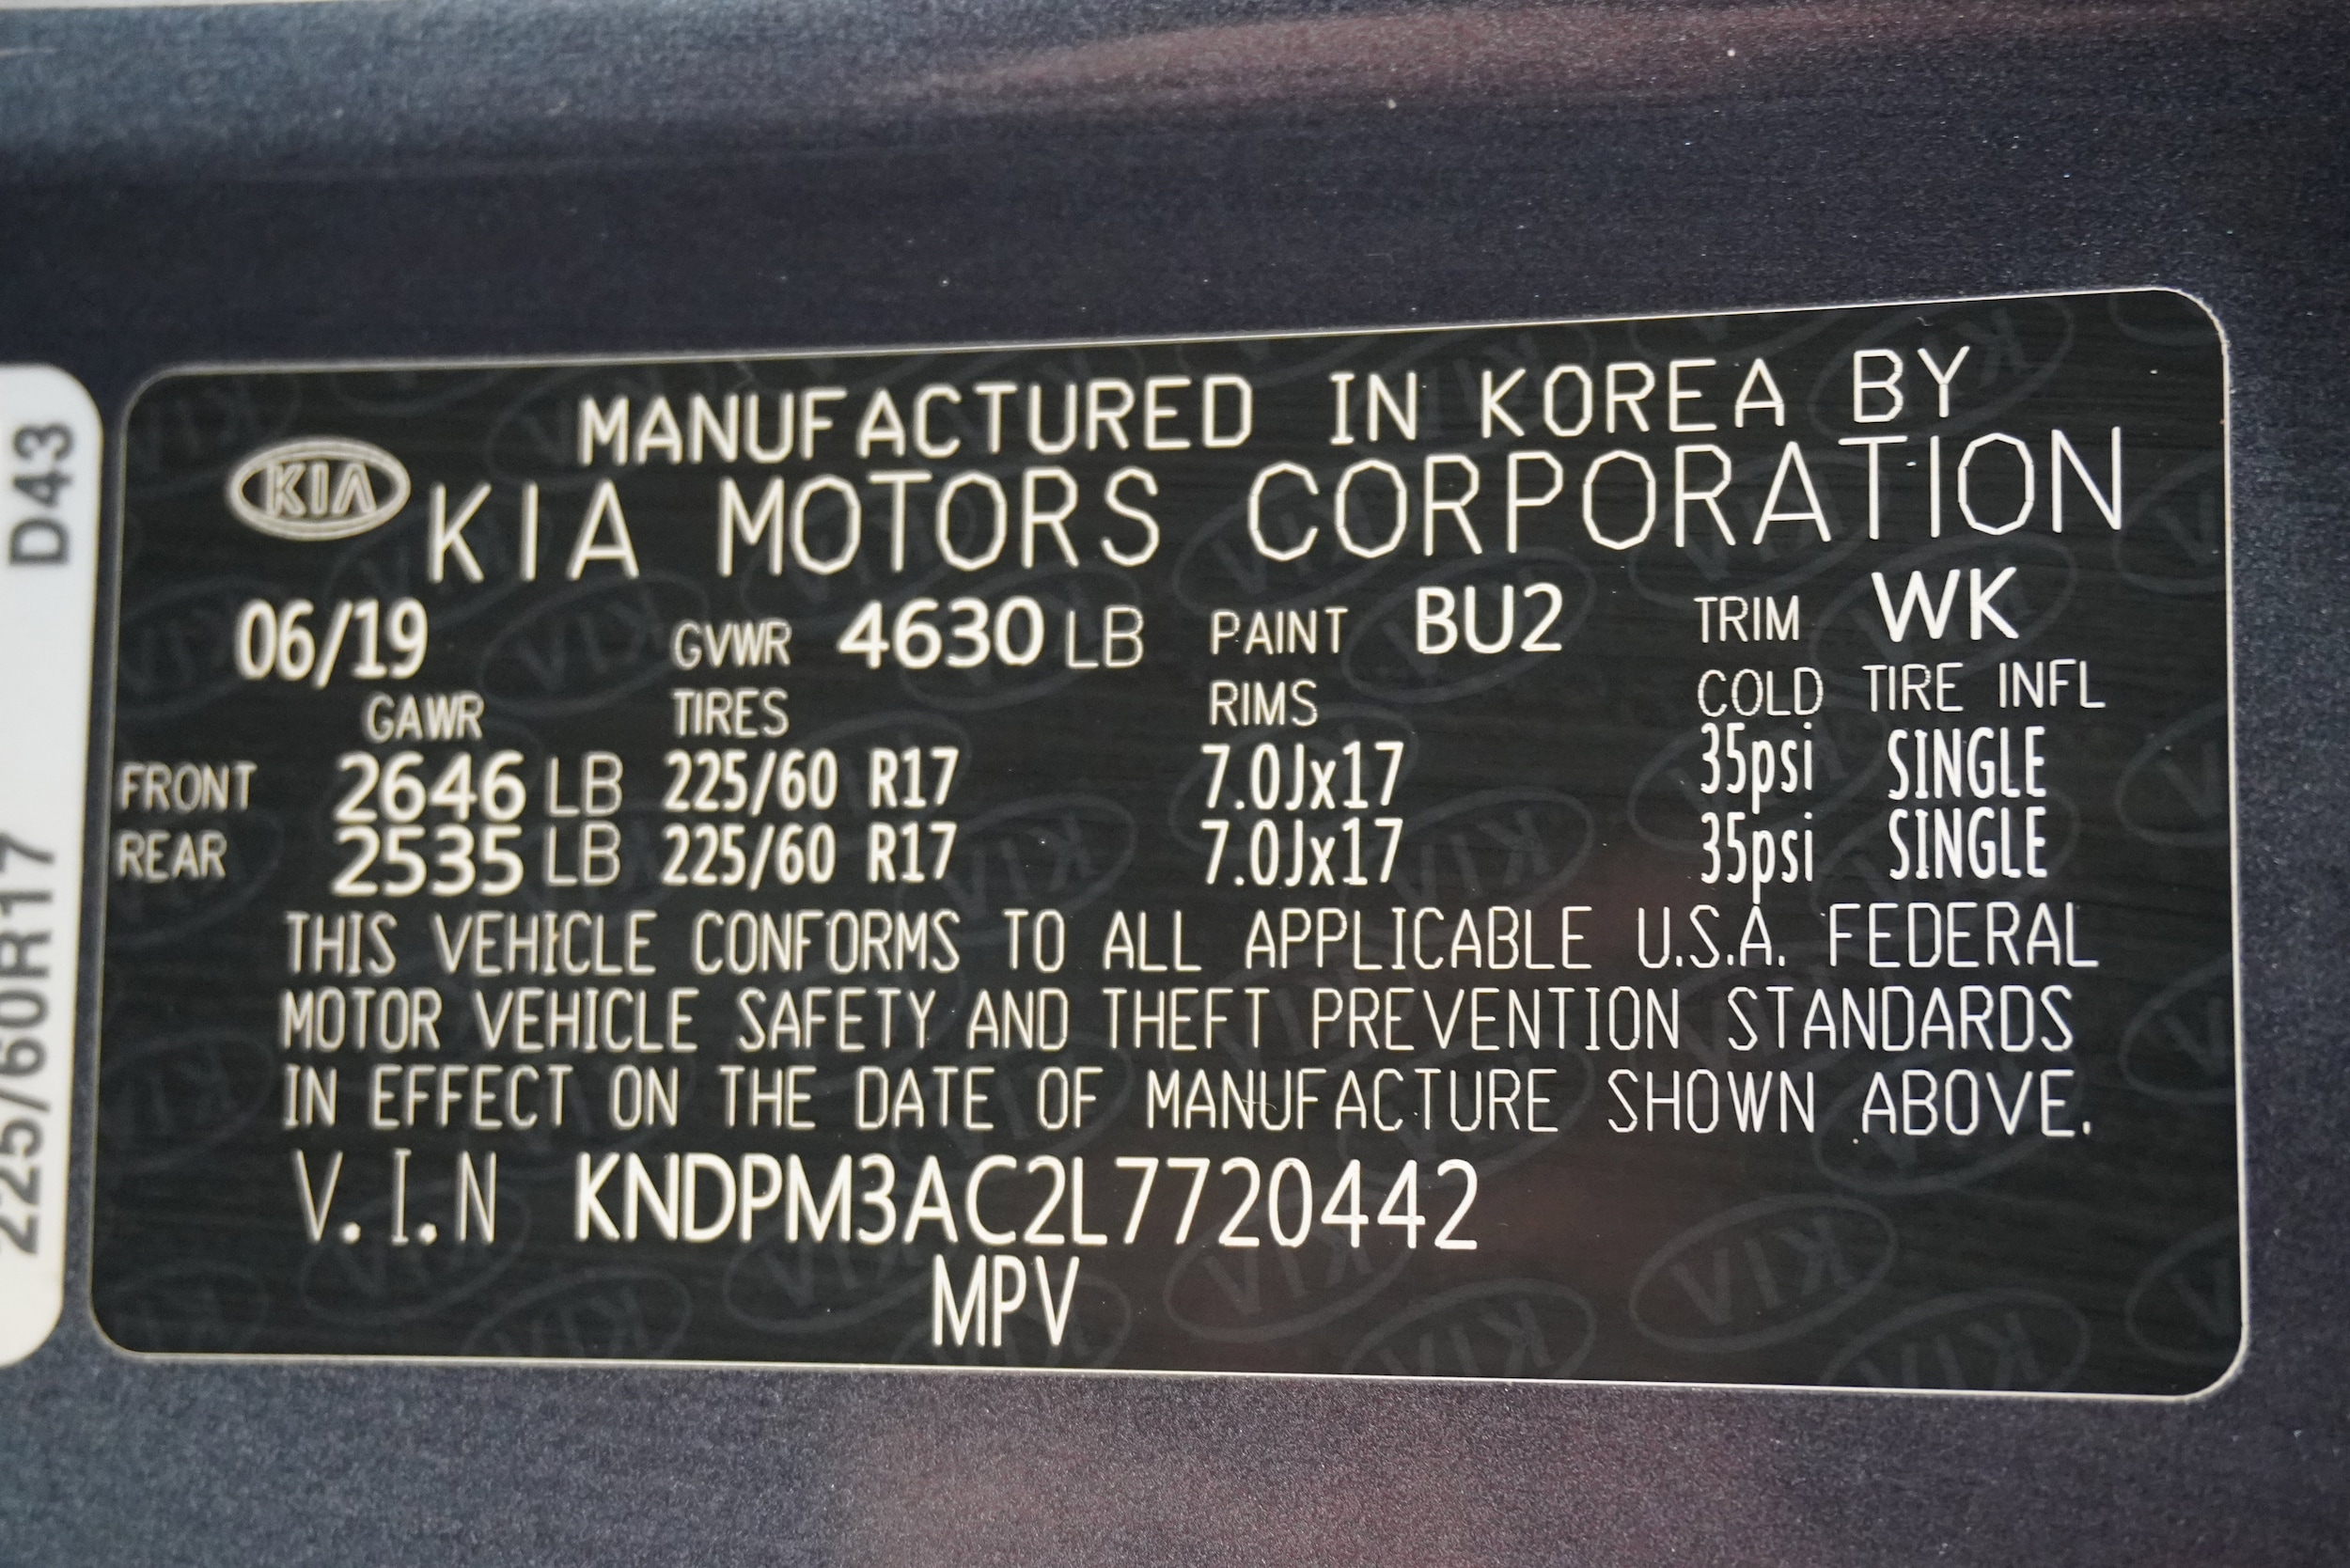 MANUFACTURED IN KOREA BY
KIA KIA MOTORS CORPORATION
06/19 GVWR 4630 LB PAINT BU2 TRIM WK
GAWR TIRES RIMS COLD TIRE INFL
FRONT 2646 LB 225/60 R17 7.0Jx17 35psi SINGLE
REAR 2535 LB 225/60 R17 7.0Jx17 35psi SINGLE
THIS VEHICLE CONFORMS TO ALL APPLICABLE U.S.A. FEDERAL
MOTOR VEHICLE SAFETY AND THEFT PREVENTION STANDARDS
IN EFFECT ON THE DATE OF MANUFACTURE SHOWN ABOVE.
V.I.N KNDPM3AC2L7720442
MPV
225/60R17 D43